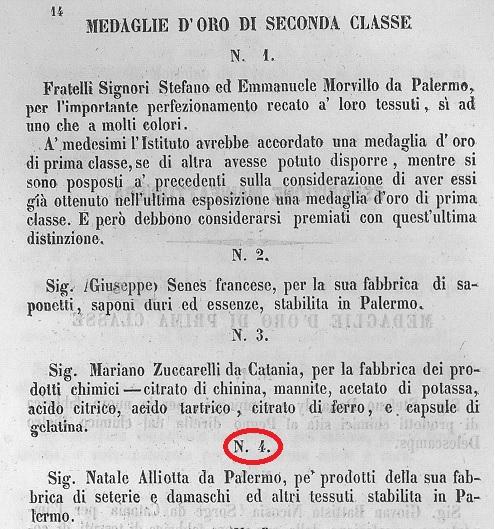 14
MEDAGLIE D'ORO DI SECONDA CLASSE
N. 1.
Fratelli Signori Stefano ed Emmanuele Morvillo da Palermo,
per l'importante perfezionamento recato a' loro tessuti, sì ad
uno che a molti colori.
A' medesimi l'Istituto avrebbe accordato una medaglia d'oro
di prima classe, se di altra avesse potuto disporre, mentre si
sono posposti a' precedenti sulla considerazione di aver essi
già ottenuto nell'ultima esposizione una medaglia d'oro di prima
classe. E però debbono considerarsi premiati con quest'ultima
distinzione.
N. 2.
Sig. (Giuseppe) Senes francese, per la sua fabbrica di sa-
ponetti, saponi duri ed essenze, stabilita in Palermo.
N. 3.
Sig. Mariano Zuccarelli da Catania, per la fabbrica dei pro-
dotti chimici—citrato di chinina, mannite, acetato di potassa,
acido citrico, acido tartrico, citrato di ferro, e capsule di
gelatina.
N. 4.
Sig. Natale Alliotta da Palermo, pe' prodotti della sua fab-
brica di seterie e damaschi ed altri tessuti stabilita in Pa-
lermo.